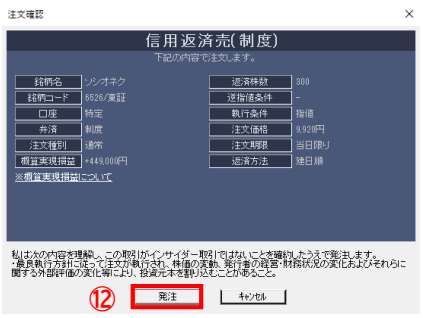 注文確認
信用返済売(制度)
下記の内容で注文します。
銘柄名 ソシオネク 返済株数 300
銘柄コード 6526/東証 逆指値条件 -
口座 特定 執行条件 指値
弁済 制度 注文価格 9,920円
注文種別 通常 注文期限 当日限り
概算実現損益 +449,000円 返済方法 建日順
※概算実現損益について
私は次の内容を理解し、この取引がインサイダー取引ではないことを確約したうえで発注します。
・最良執行方針に従って注文が執行され、株価の変動、発行者の経営・財務状況の変化およびそれらに
関する外部評価の変化等により、投資元本を割り込むことがあること。
⑫ 発注 キャンセル